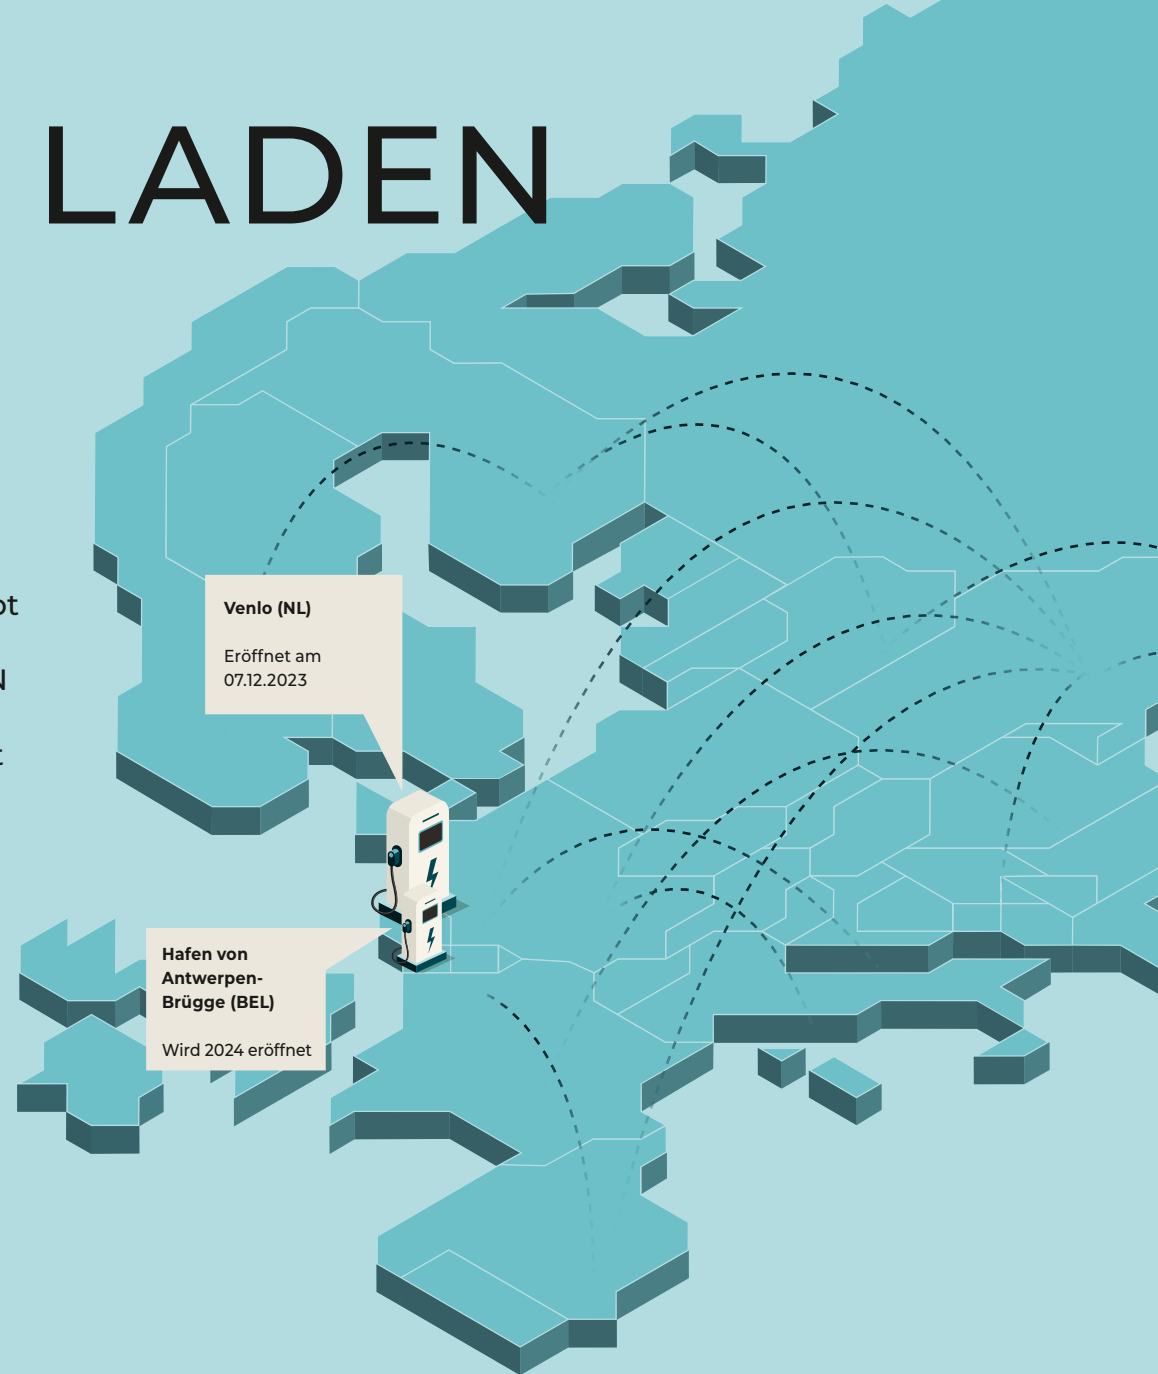 LADEN
Venlo (NL)
Eröffnet am
07.12.2023
Hafen von
Antwerpen-
Brügge (BEL)
Wird 2024 eröffnet